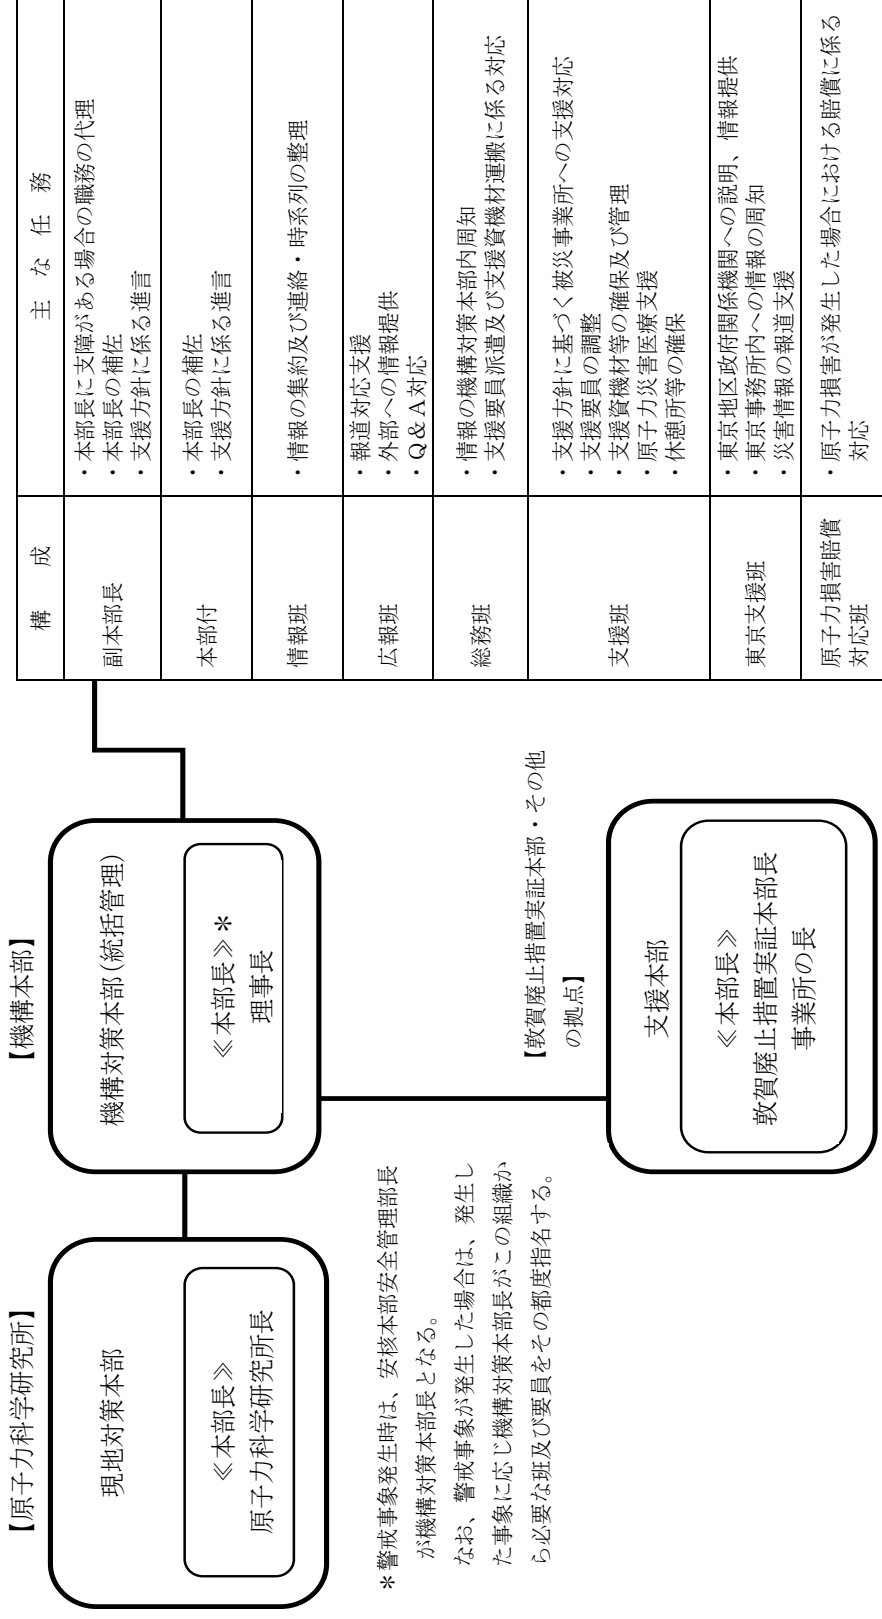 【原子力科学研究所】
現地対策本部
≪本部長≫
原子力科学研究所長
【機構本部】
機構対策本部(統括管理)
≪本部長≫＊
理事長
＊警戒事象発生時は、安核本部安全管理部長
が機構対策本部長となる。
なお、警戒事象が発生した場合は、発生し
た事象に応じ機構対策本部長がこの組織か
ら必要な班及び要員をその都度指名する。
【敦賀廃止措置実証本部・その他
の拠点】
支援本部
≪本部長≫
敦賀廃止措置実証本部長
事業所の長
構　成
主　な　任　務
副本部長
・本部長に支障がある場合の職務の代理
・本部長の補佐
・支援方針に係る進言
本部付
・本部長の補佐
・支援方針に係る進言
情報班
・情報の集約及び連絡・時系列の整理
広報班
・報道対応支援
・外部への情報提供
・Ｑ＆Ａ対応
総務班
・情報の機構対策本部内周知
・支援要員派遣及び支援資機材運搬に係る対応
支援班
・支援方針に基づく被災事業所への支援対応
・支援要員の調整
・支援資機材等の確保及び管理
・原子力災害医療支援
・休憩所等の確保
東京支援班
・東京地区政府関係機関への説明、情報提供
・東京事務所内への情報の周知
・災害情報の報道支援
原子力損害賠償
対応班
・原子力損害が発生した場合における賠償に係る
対応